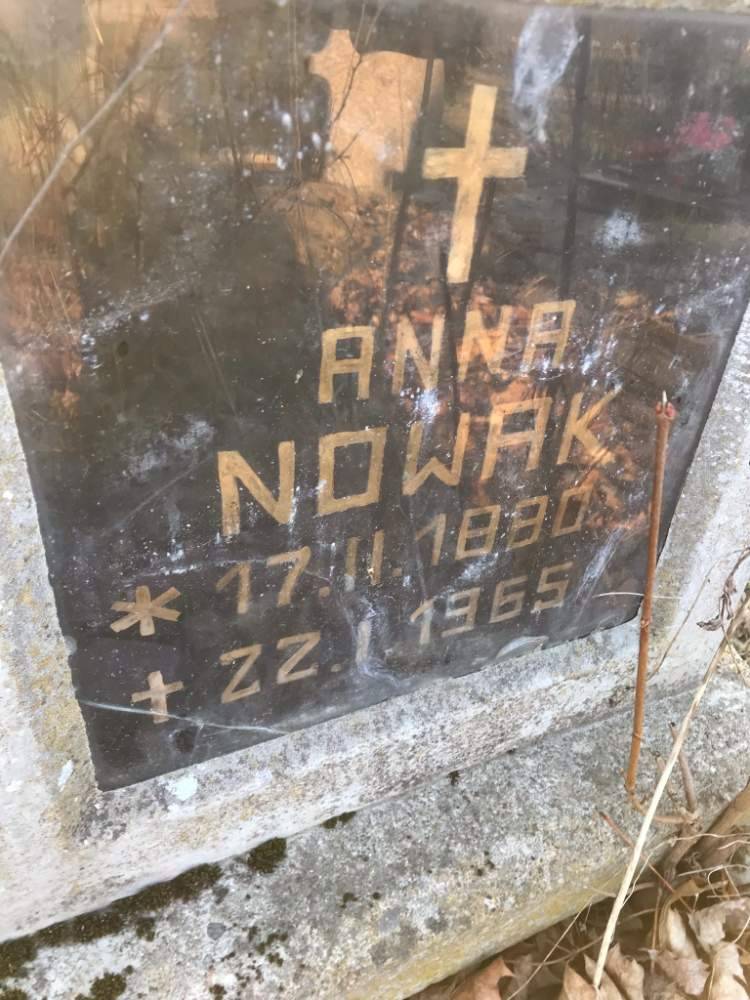 ANNA
NOWAK
* 17.II.1880
+ 22.I.1965